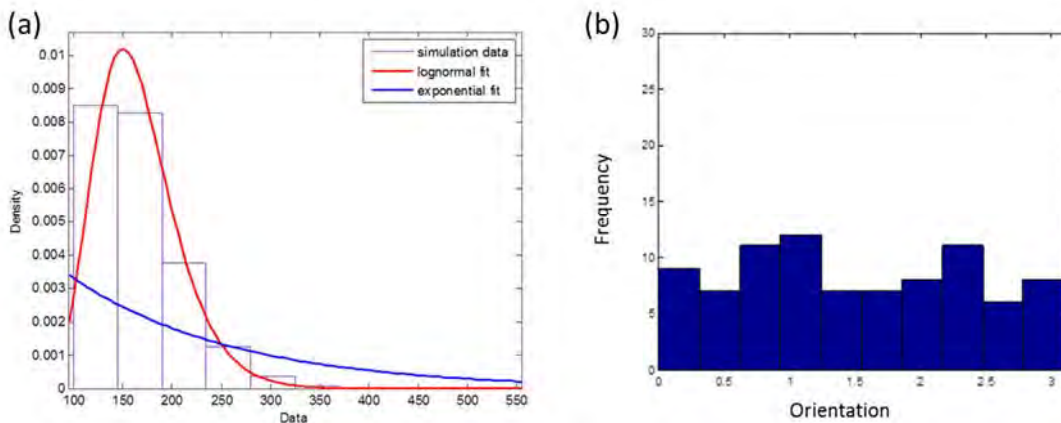 (a)
0.01
0.009
0.008
0.007
0.006
0.005
0.004
0.003
0.002
0.001
0
Density
simulation data
lognormal fit
exponential fit
100 150 200 250 300 350 400 450 500 550
Data
(b)
30
25
20
15
10
5
0
Frequency
0 0.5 1 1.5 2 2.5 3
Orientation